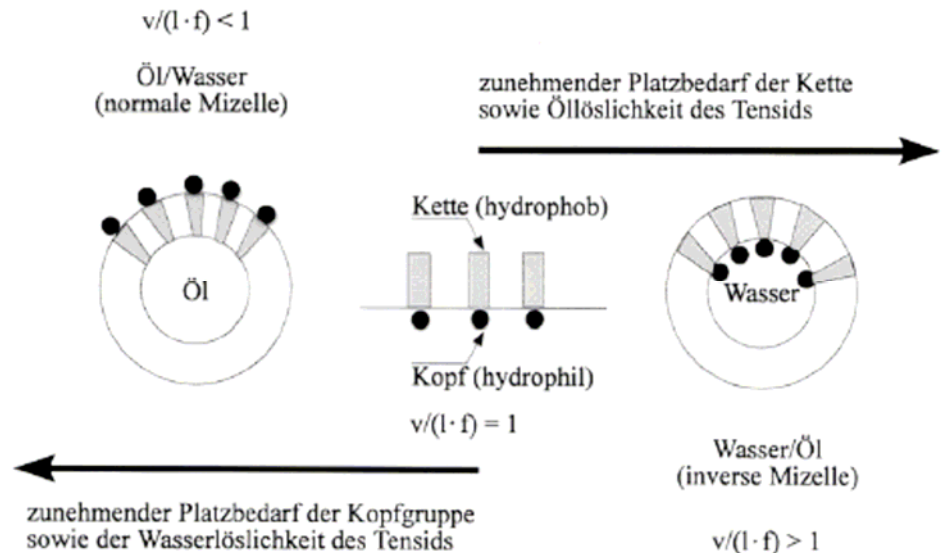 v/(l · f) < 1
Öl/Wasser
(normale Mizelle)
zunehmender Platzbedarf der Kette
sowie Öllöslichkeit des Tensids
Kette (hydrophob)
Öl
Wasser
Kopf (hydrophil)
v/(l · f) = 1
Wasser/Öl
(inverse Mizelle)
zunehmender Platzbedarf der Kopfgruppe
sowie der Wasserlöslichkeit des Tensids
v/(l · f) > 1